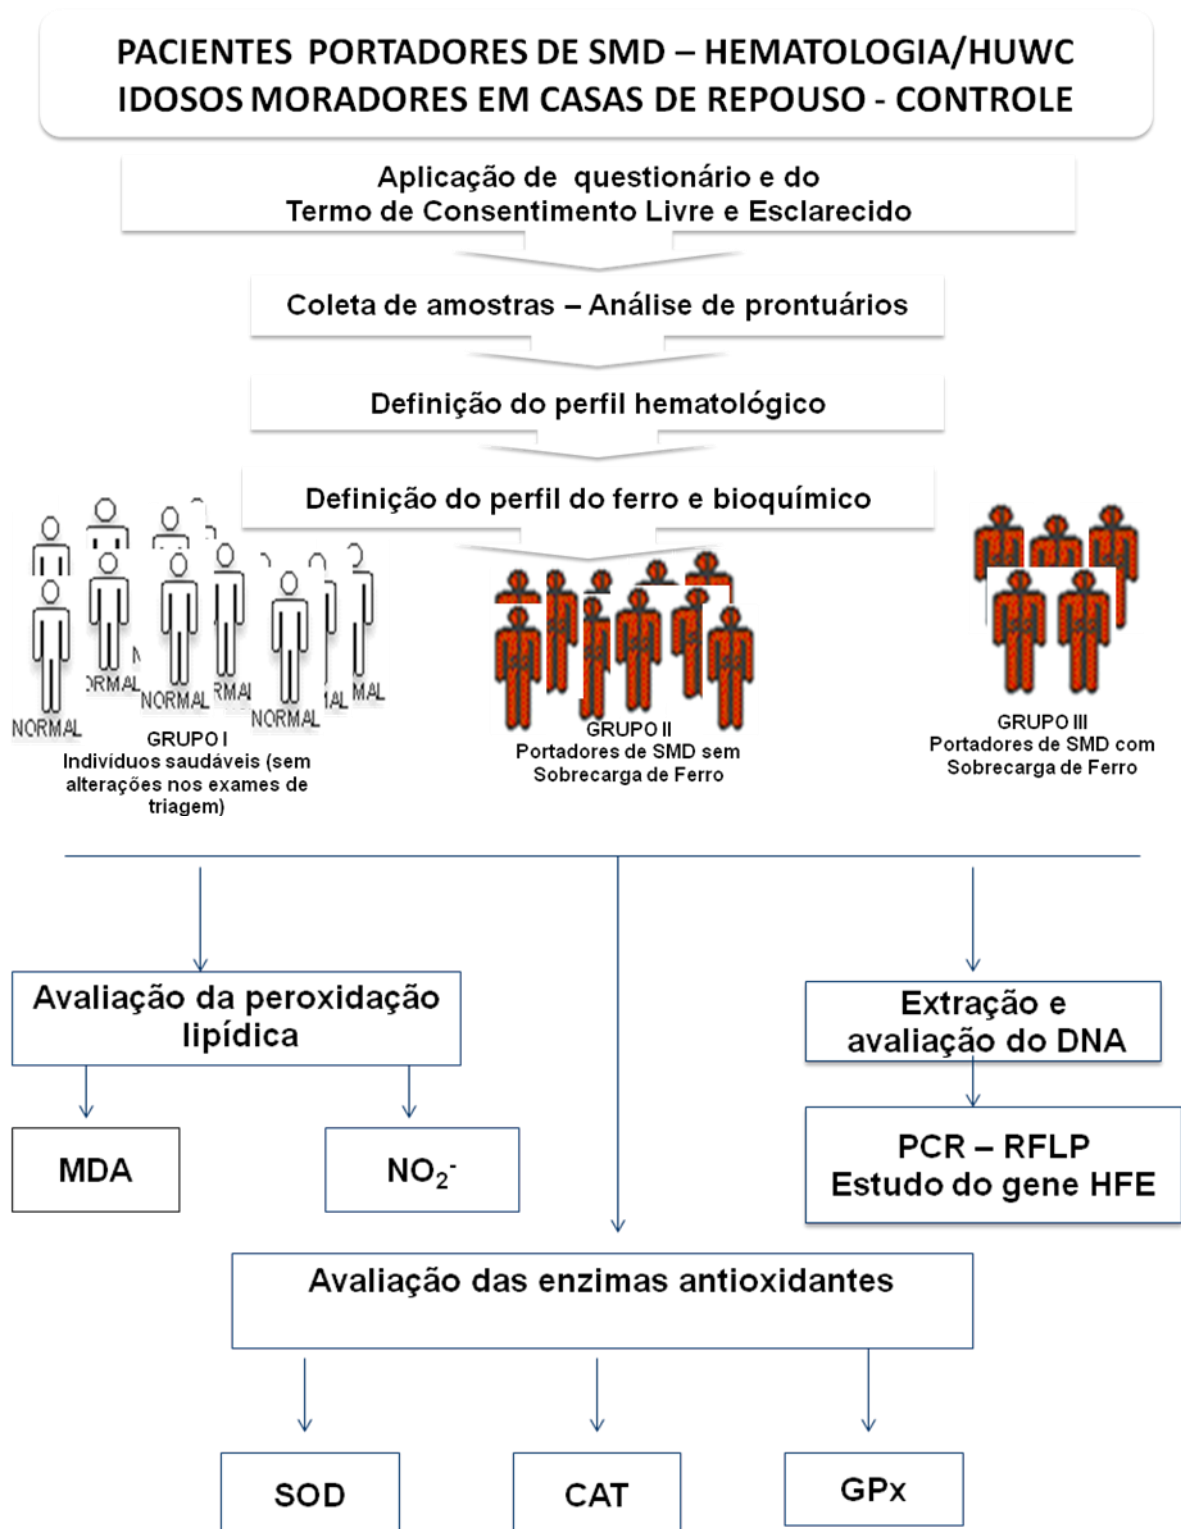 PACIENTES PORTADORES DE SMD – HEMATOLOGIA/HUWC
IDOSOS MORADORES EM CASAS DE REPOUSO - CONTROLE
Aplicação de questionário e do
Termo de Consentimento Livre e Esclarecido
Coleta de amostras – Análise de prontuários
Definição do perfil hematológico
Definição do perfil do ferro e bioquímico
NORMAL
NORMAL
NORMAL
GRUPO I
Indivíduos saudáveis (sem
alterações nos exames de
triagem)
GRUPO II
Portadores de SMD sem
Sobrecarga de Ferro
GRUPO III
Portadores de SMD com
Sobrecarga de Ferro
Avaliação da peroxidação
lipídica
MDA
NO₂⁻
Extração e
avaliação do DNA
PCR – RFLP
Estudo do gene HFE
Avaliação das enzimas antioxidantes
SOD
CAT
GPx